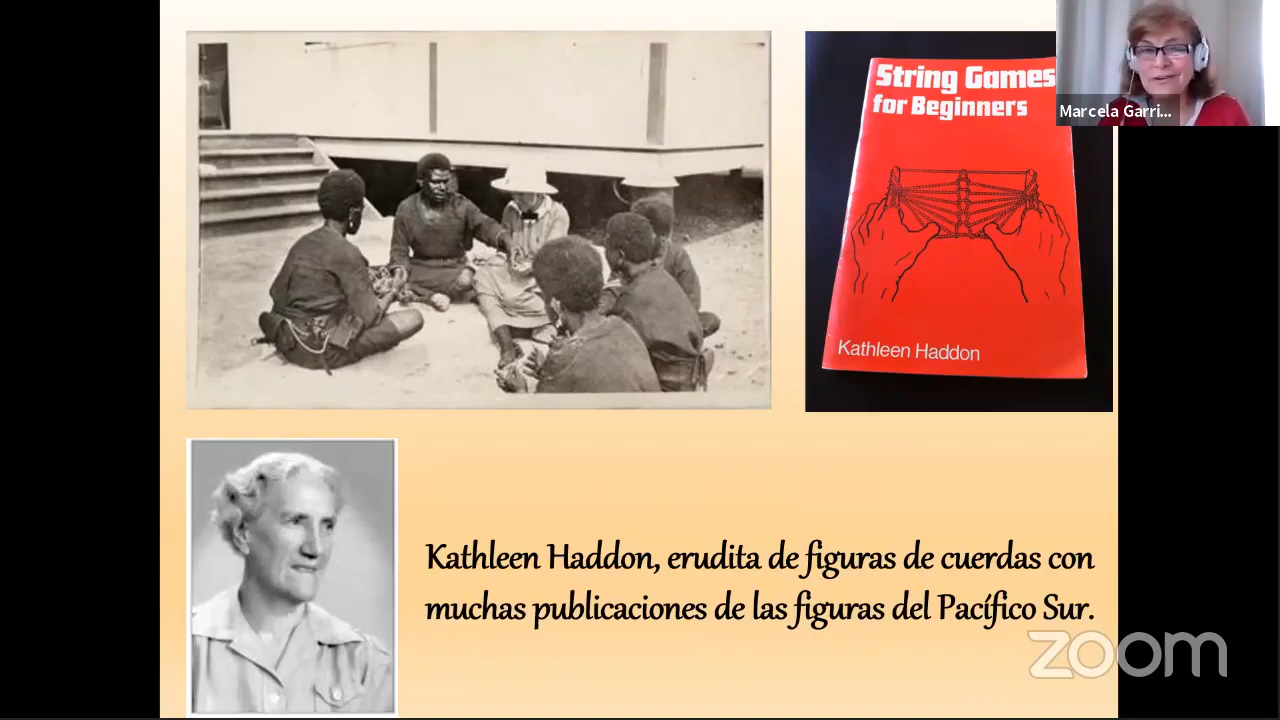 String Games
for Beginners
Kathleen Haddon
Marcela Garri...
Kathleen Haddon, erudita de figuras de cuerdas con
muchas publicaciones de las figuras del Pacífico Sur.
zoom